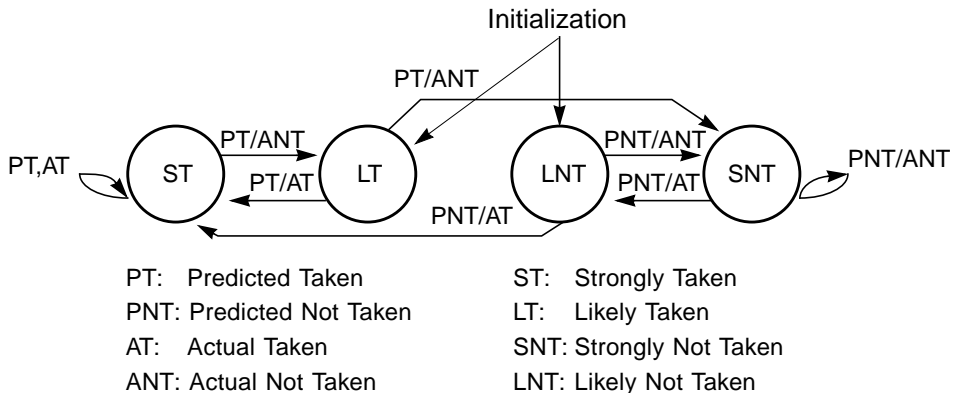 Initialization
PT/ANT
PT/ANT
PNT/ANT
PT,AT
ST
LT
LNT
SNT
PNT/ANT
PT/AT
PNT/AT
PNT/AT
PT: Predicted Taken
ST: Strongly Taken
PNT: Predicted Not Taken
LT: Likely Taken
AT: Actual Taken
SNT: Strongly Not Taken
ANT: Actual Not Taken
LNT: Likely Not Taken